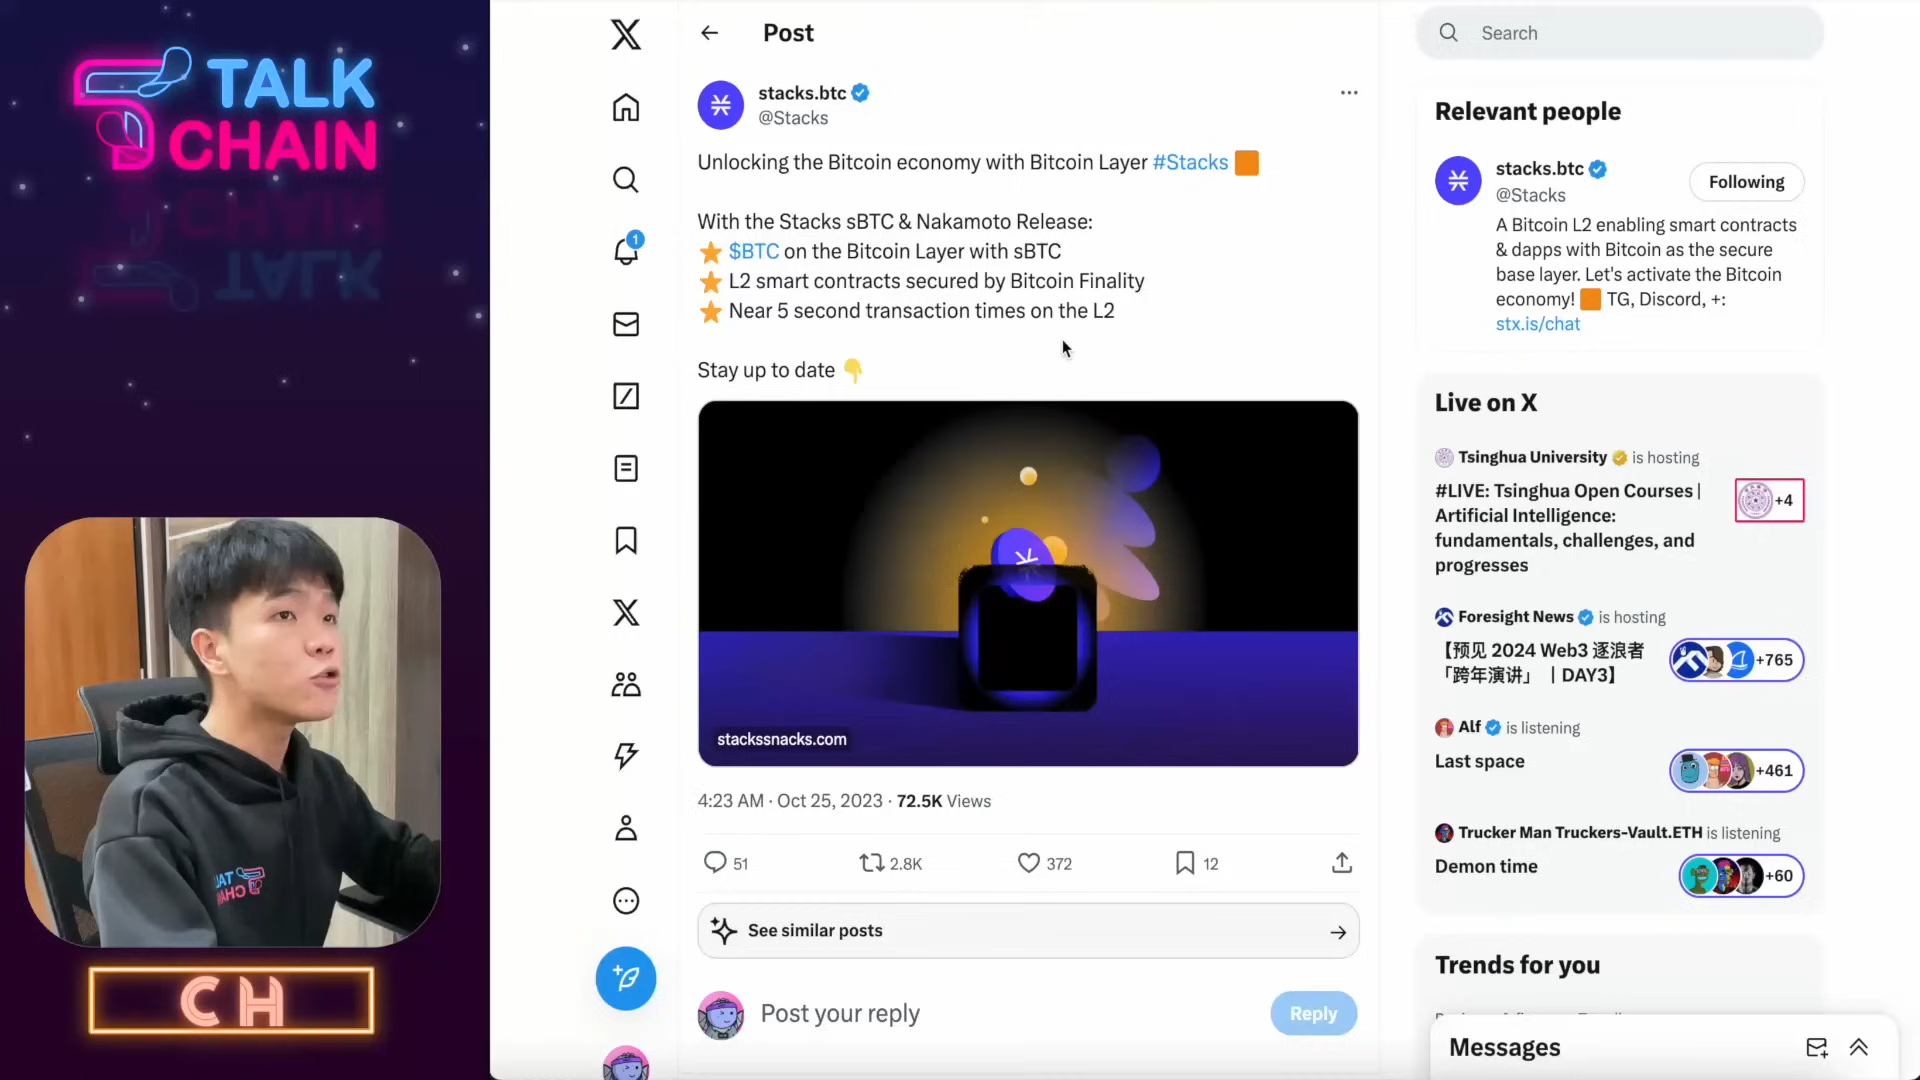 TALK
CHAIN
CH
Post
stacks.btc
@Stacks
Unlocking the Bitcoin economy with Bitcoin Layer #Stacks
With the Stacks sBTC & Nakamoto Release:
$BTC on the Bitcoin Layer with sBTC
L2 smart contracts secured by Bitcoin Finality
Near 5 second transaction times on the L2
Stay up to date
stackssnacks.com
4:23 AM · Oct 25, 2023 · 72.5K Views
51
2.8K
372
12
See similar posts
Post your reply
Reply
1
Search
Relevant people
stacks.btc
@Stacks
Following
A Bitcoin L2 enabling smart contracts
& dapps with Bitcoin as the secure
base layer. Let's activate the Bitcoin
economy! TG, Discord, +:
stx.is/chat
Live on X
Tsinghua University is hosting
#LIVE: Tsinghua Open Courses |
Artificial Intelligence:
fundamentals, challenges, and
progresses
+4
Foresight News is hosting
【预见 2024 Web3 逐浪者
「跨年演讲」 | DAY3】
+765
Alf is listening
Last space
+461
Trucker Man Truckers-Vault.ETH is listening
Demon time
+60
Trends for you
Messages